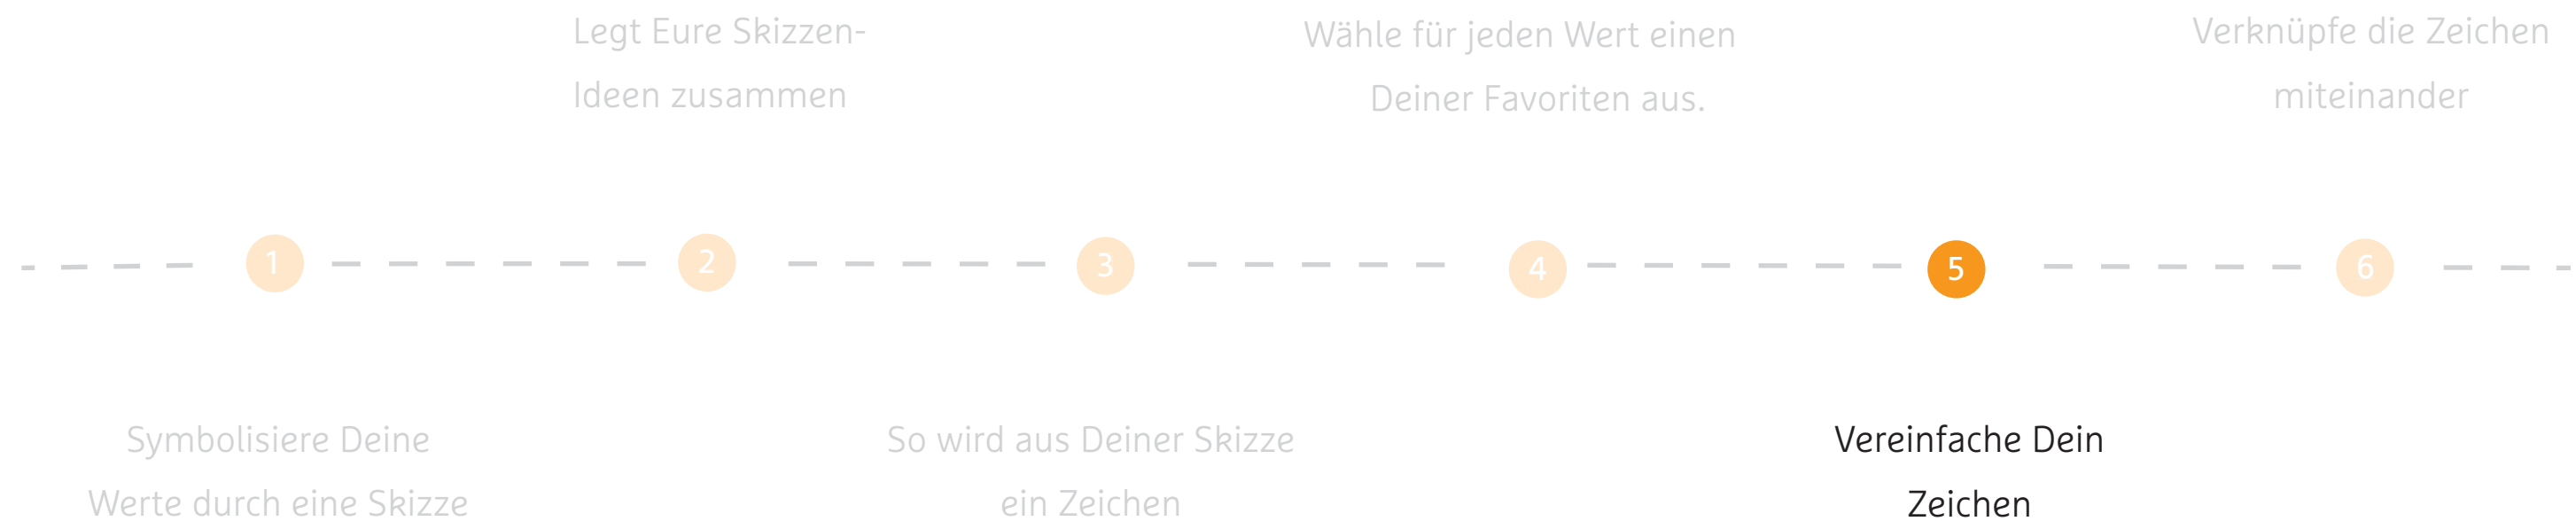 Legt Eure Skizzen-
Ideen zusammen
Wähle für jeden Wert einen
Deiner Favoriten aus.
Verknüpfe die Zeichen
miteinander
1
2
3
4
5
6
Symbolisiere Deine
Werte durch eine Skizze
So wird aus Deiner Skizze
ein Zeichen
Vereinfache Dein
Zeichen